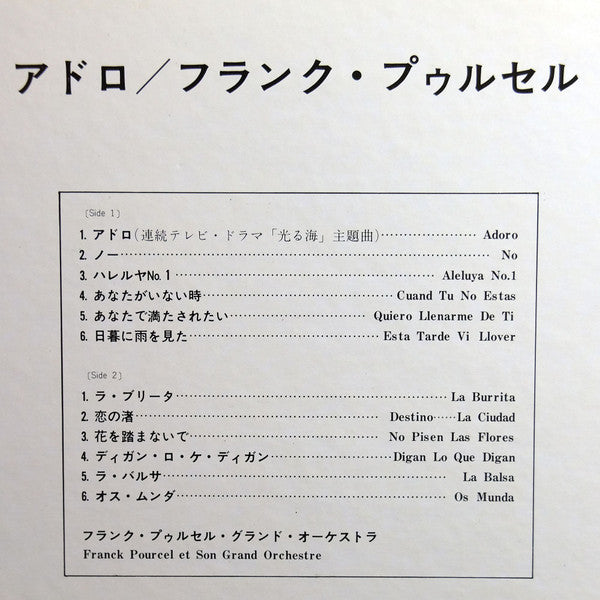 アドロ／フランク・プゥルセル
〔Side 1〕
1. アドロ(連続テレビ・ドラマ「光る海」主題曲)…………………Adoro
2. ノー……………………………………………………………No
3. ハレルヤNo.1……………………………………………Aleluya No.1
4. あなたがいない時…………………………………Cuand Tu No Estas
5. あなたで満たされたい…………………………Quiero Llenarme De Ti
6. 日暮に雨を見た…………………………………Esta Tarde Vi Llover
〔Side 2〕
1. ラ・ブリータ………………………………………………La Burrita
2. 恋の渚……………………………………………Destino……La Ciudad
3. 花を踏まないで…………………………………No Pisen Las Flores
4. ディガン・ロ・ケ・ディガン……………………Digan Lo Que Digan
5. ラ・バルサ…………………………………………………La Balsa
6. オス・ムンダ………………………………………………Os Munda
フランク・プゥルセル・グランド・オーケストラ
Franck Pourcel et Son Grand Orchestre